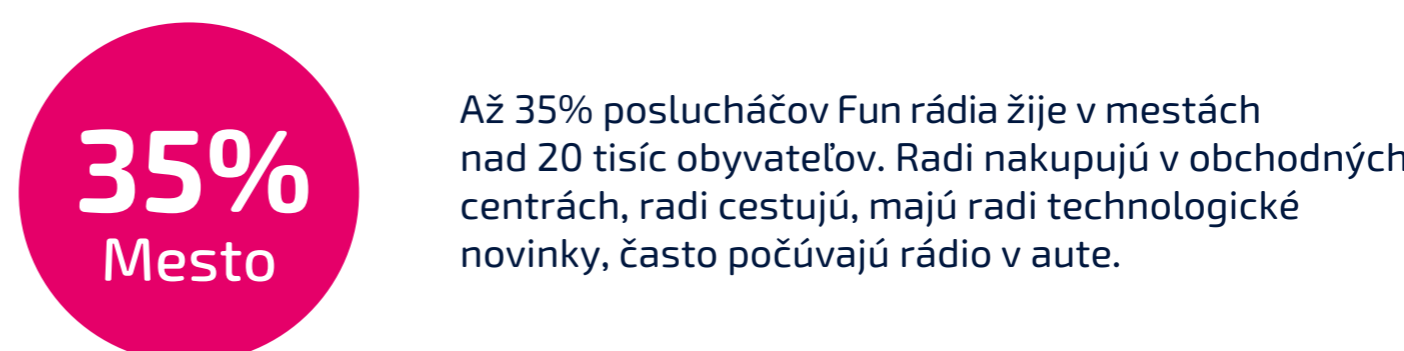 35%
Mesto
Až 35% poslucháčov Fun rádia žije v mestách
nad 20 tisíc obyvateľov. Radi nakupujú v obchodných
centrách, radi cestujú, majú radi technologické
novinky, často počúvajú rádio v aute.